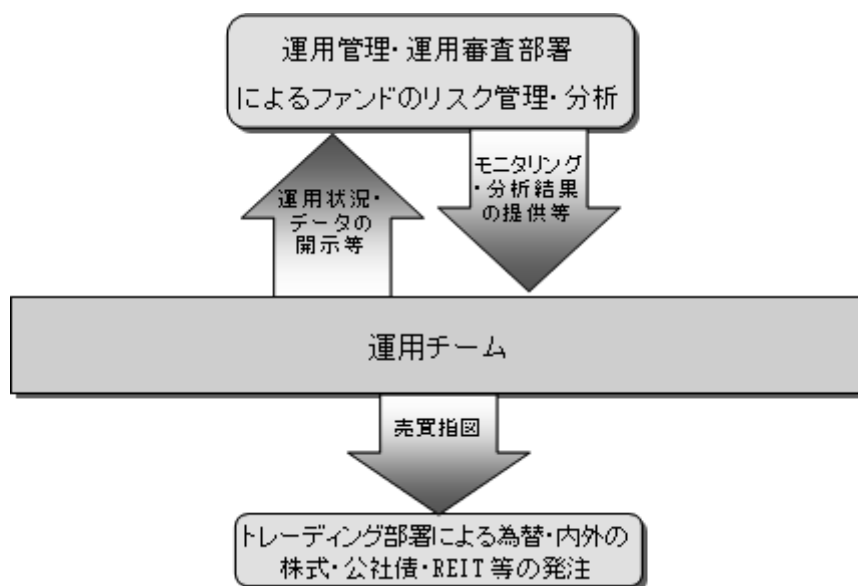 運用管理・運用審査部署
によるファンドのリスク管理・分析
運用状況・
データの
開示等
モニタリング
・分析結果
の提供等
運用チーム
売買指図
トレーディング部署による為替・内外の
株式・公社債・REIT等の発注